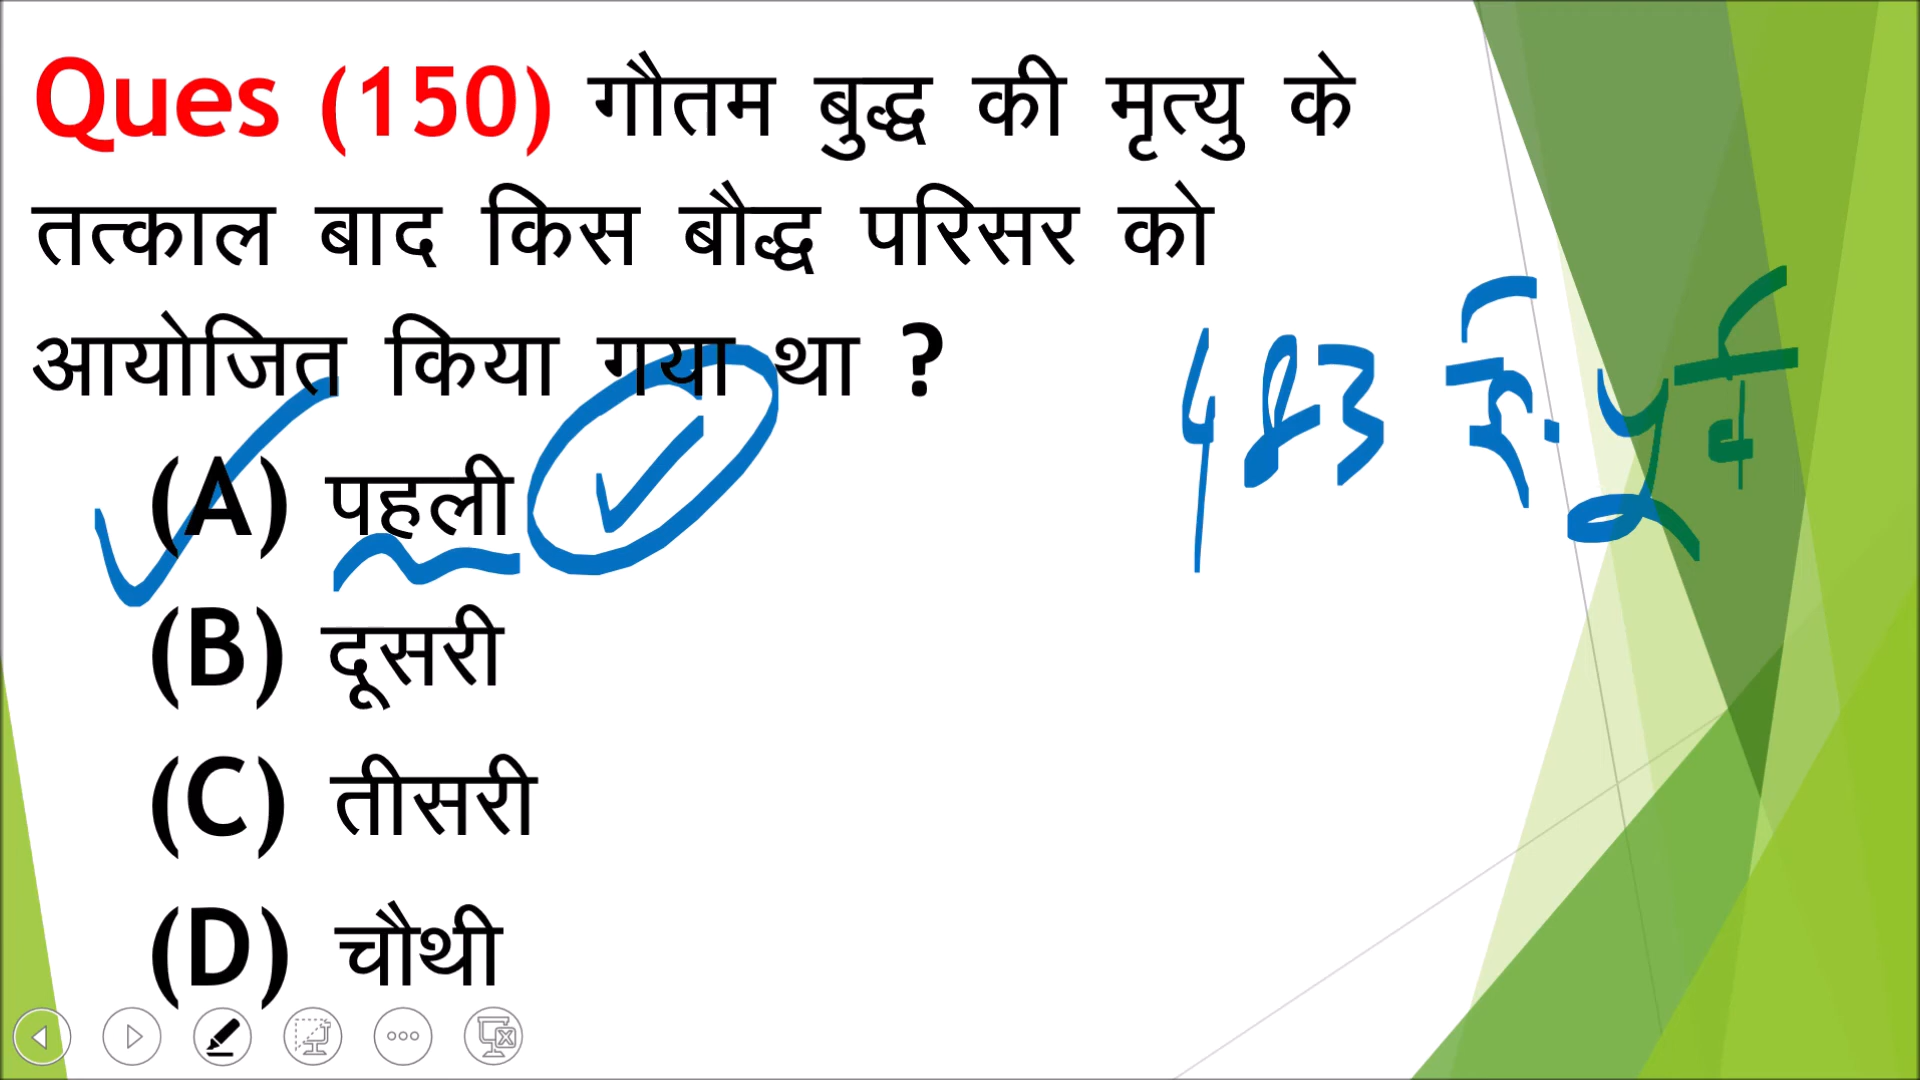 Ques (150) गौतम बुद्ध की मृत्यु के
तत्काल बाद किस बौद्ध परिसर को
आयोजित किया गया था ?
483 ई. पूर्व
(A) पहली
(B) दूसरी
(C) तीसरी
(D) चौथी